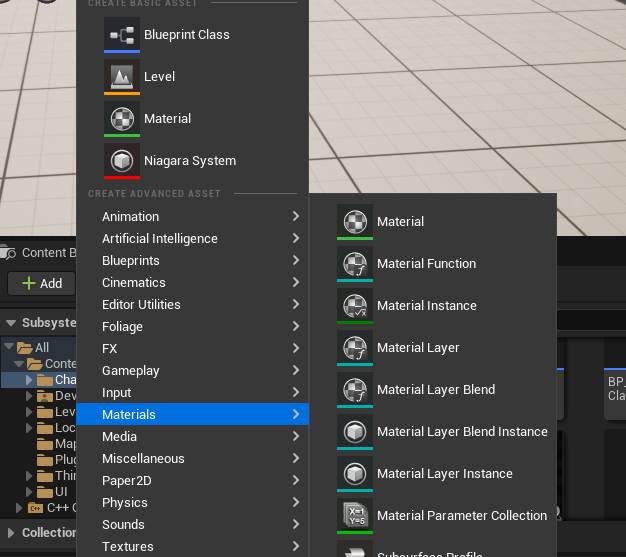 CREATE BASIC ASSET
Blueprint Class
Level
Material
Niagara System
CREATE ADVANCED ASSET
Animation
Artificial Intelligence
Blueprints
Cinematics
Editor Utilities
Foliage
FX
Gameplay
Input
Materials
Media
Miscellaneous
Paper2D
Physics
Sounds
Textures
Material
Material Function
Material Instance
Material Layer
Material Layer Blend
Material Layer Blend Instance
Material Layer Instance
Material Parameter Collection
X=1
Y=5
Subsurface Profile
Content B
Add
Subsyste
All
Conte
Cha
Dev
Lev
Loc
Map
Plug
Thir
UI
C++ C
Collection
BP_
Cla